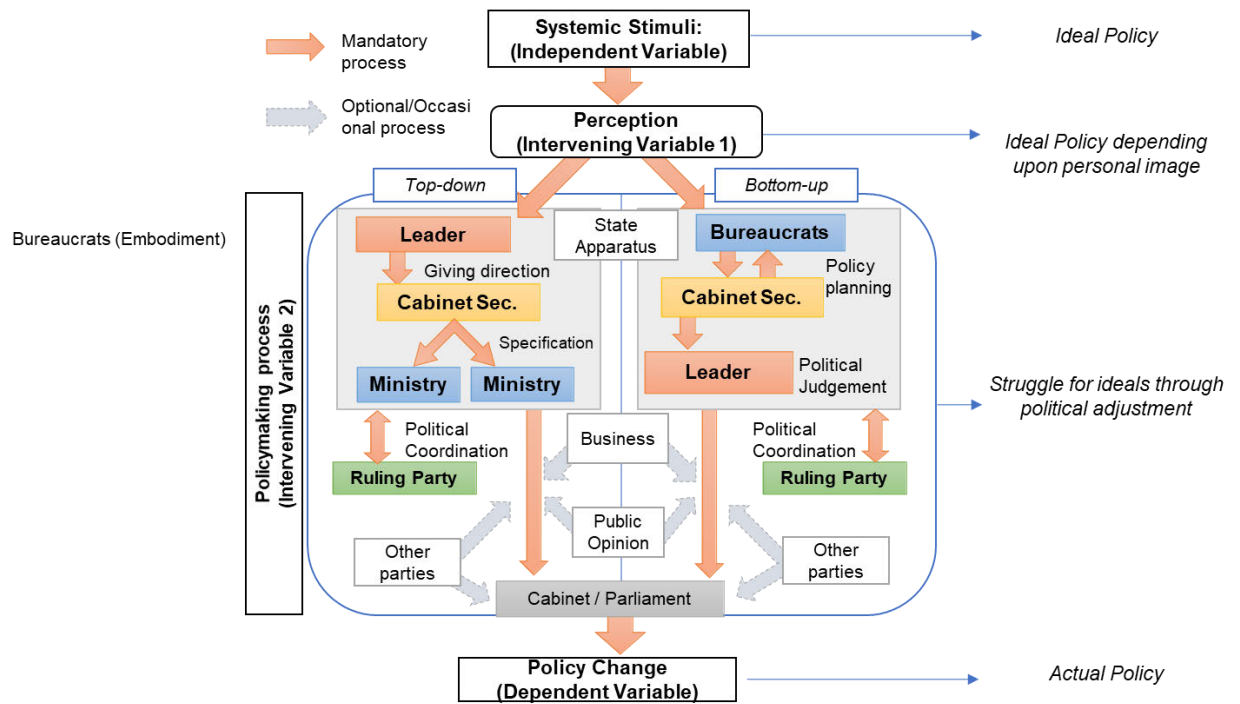 Systemic Stimuli:
(Independent Variable)
Ideal Policy
Mandatory
process
Optional/Occasi
onal process
Perception
(Intervening Variable 1)
Ideal Policy depending
upon personal image
Top-down
Bottom-up
Policymaking process
(Intervening Variable 2)
Bureaucrats (Embodiment)
State
Apparatus
Leader
Giving direction
Cabinet Sec.
Specification
Ministry
Ministry
Bureaucrats
Policy
planning
Cabinet Sec.
Leader
Political
Judgement
Struggle for ideals through
political adjustment
Political
Coordination
Ruling Party
Business
Political
Coordination
Ruling Party
Public
Opinion
Other
parties
Other
parties
Cabinet / Parliament
Policy Change
(Dependent Variable)
Actual Policy